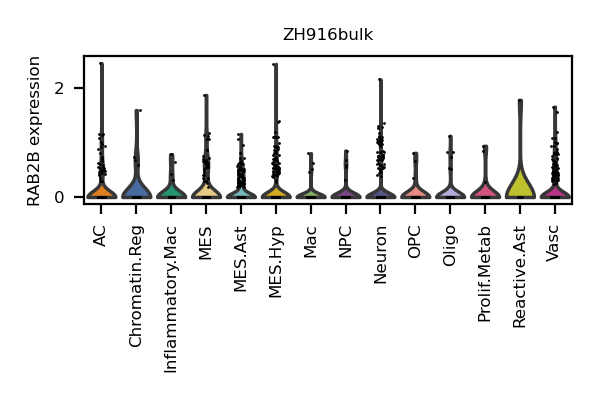 ZH916bulk
RAB2B expression
2
0
AC
Chromatin.Reg
Inflammatory.Mac
MES
MES.Ast
MES.Hyp
Mac
NPC
Neuron
OPC
Oligo
Prolif.Metab
Reactive.Ast
Vasc